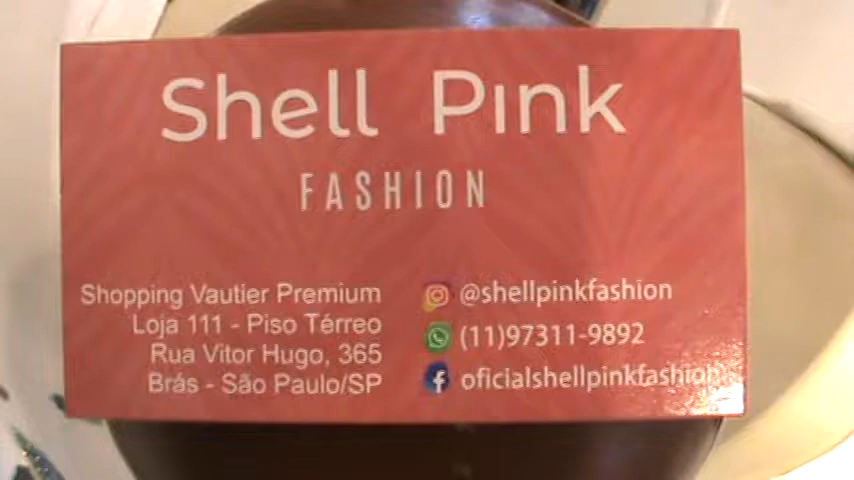 Shell Pink
FASHION
Shopping Vautier Premium
Loja 111 - Piso Térreo
Rua Vitor Hugo, 365
Brás - São Paulo/SP
@shellpinkfashion
(11)97311-9892
oficialshellpinkfashion